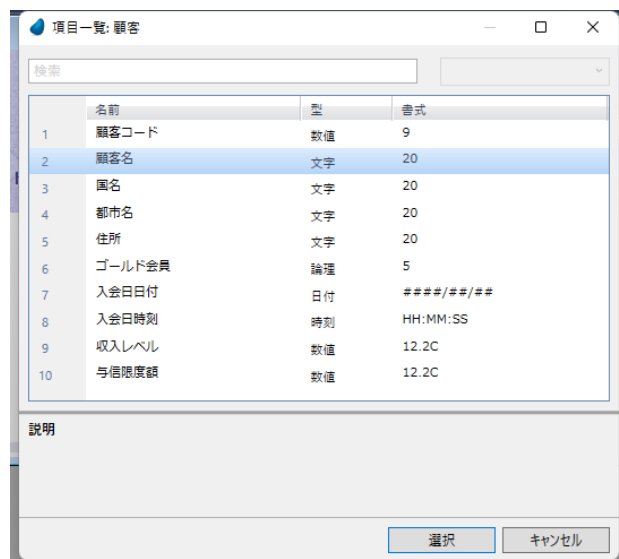 項目一覧: 顧客
検索
名前 型 書式
1 顧客コード 数値 9
2 顧客名 文字 20
3 国名 文字 20
4 都市名 文字 20
5 住所 文字 20
6 ゴールド会員 論理 5
7 入会日日付 日付 ####/##/##
8 入会日時刻 時刻 HH:MM:SS
9 収入レベル 数値 12.2C
10 与信限度額 数値 12.2C
説明
選択 キャンセル